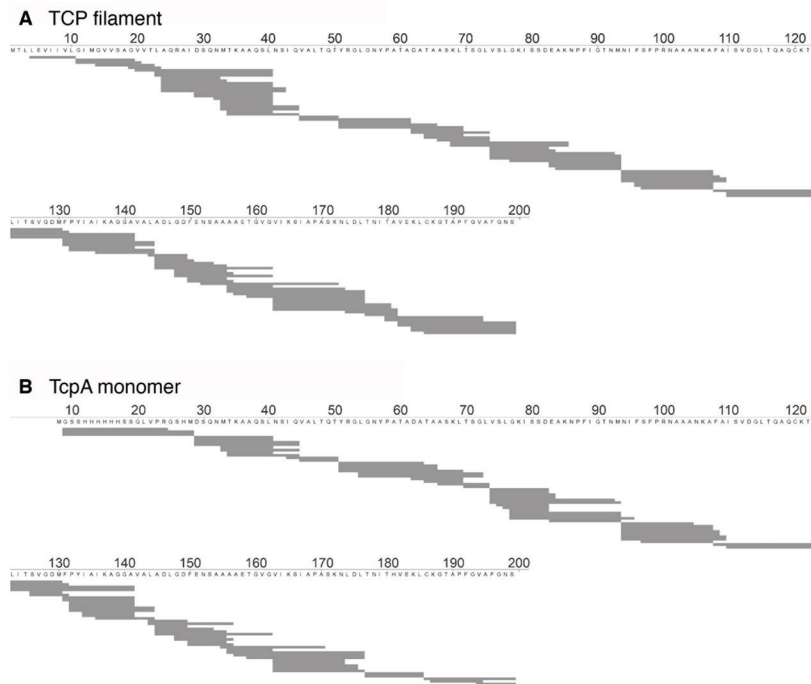 A TCP filament
10 20 30 40 50 60 70 80 90 100 110 120
MTLLEVIIVLGIMGVVSAGVVTLAQRAIDSQNMTKAAQSLNSIQVALTQTYRGLGNYPATADATAASKLTSGLVSLGKISSDEAKNPFIGTNMNIFSFPRNAAANKAFAISVDGLTQAQCKT
130 140 150 160 170 180 190 200
LITSVGDMFPYIAIKAGGAVALADLGDFENSAAAAETGVGVIKSIAPASKNLDLTNITHVEKLCKGTAPFGVAFGNS
B TcpA monomer
10 20 30 40 50 60 70 80 90 100 110 120
MGSSHHHHHHSSGLVPRGSHMDSQNMTKAAQSLNSIQVALTQTYRGLGNYPATADATAASKLTSGLVSLGKISSDEAKNPFIGTNMNIFSFPRNAAANKAFAISVDGLTQAQCKT
130 140 150 160 170 180 190 200
LITSVGDMFPYIAIKAGGAVALADLGDFENSAAAAETGVGVIKSIAPASKNLDLTNITHVEKLCKGTAPFGVAFGNS